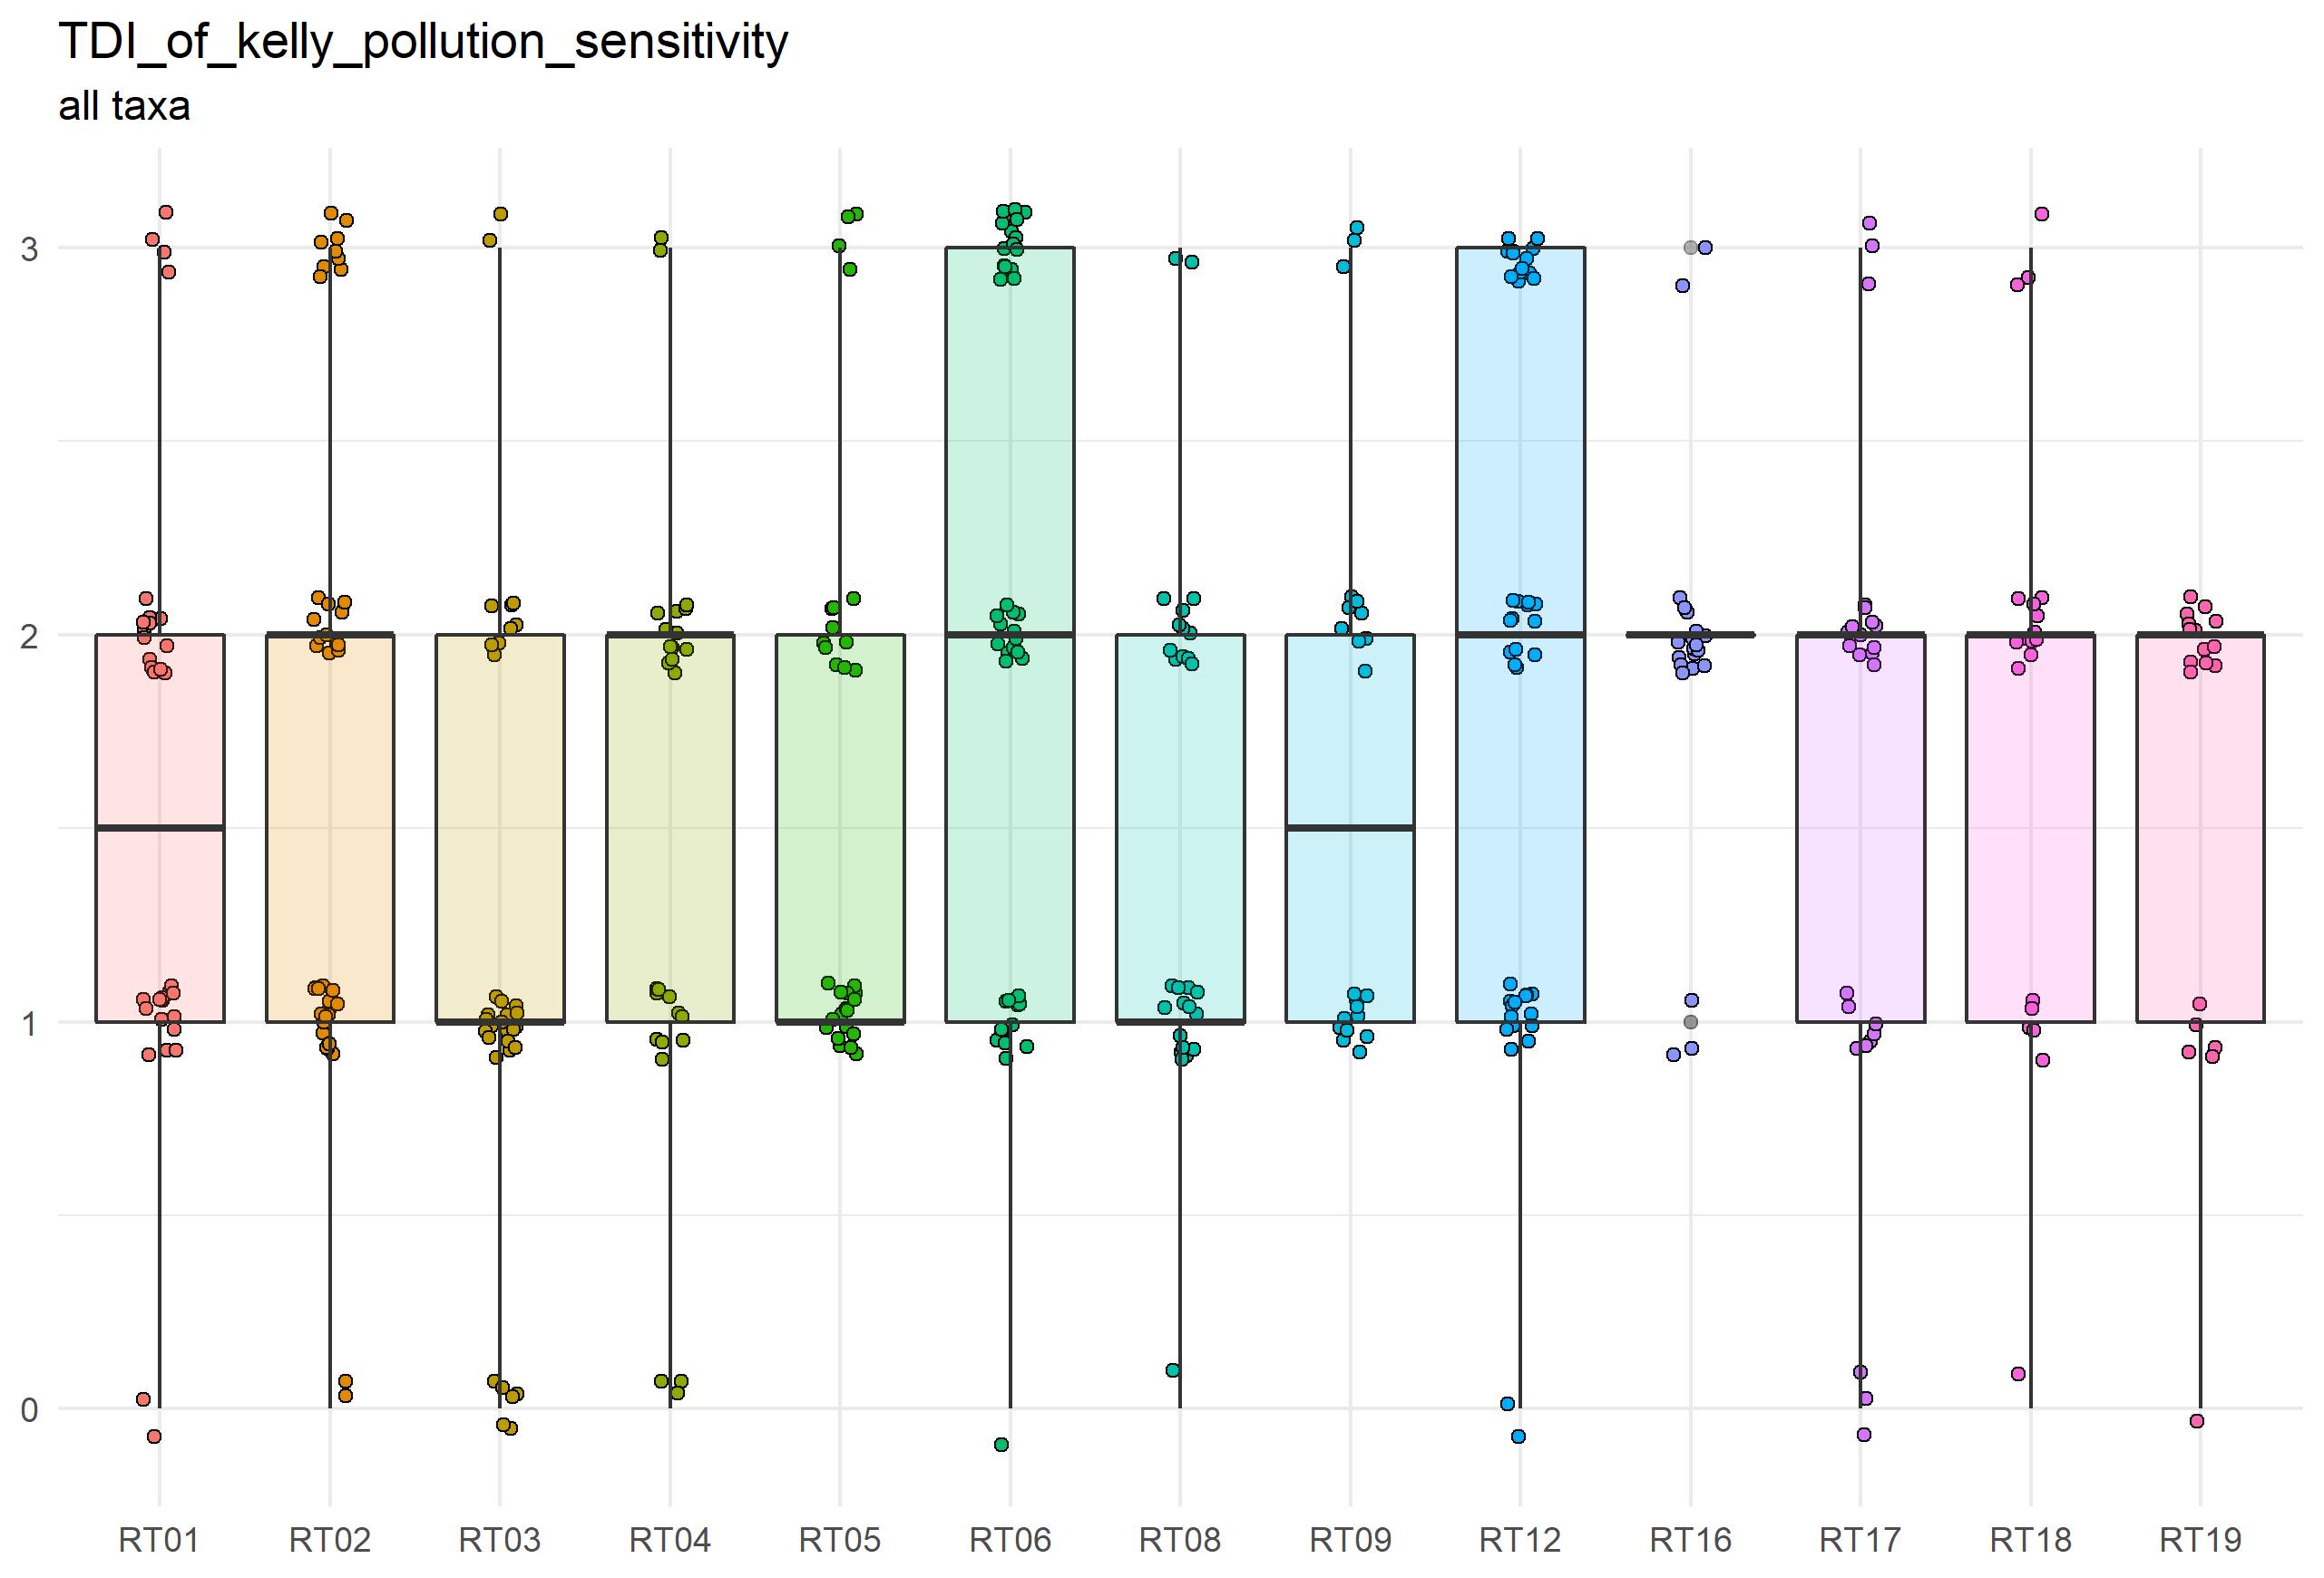 TDI_of_kelly_pollution_sensitivity
all taxa
3
2
1
0
RT01 RT02 RT03 RT04 RT05 RT06 RT08 RT09 RT12 RT16 RT17 RT18 RT19